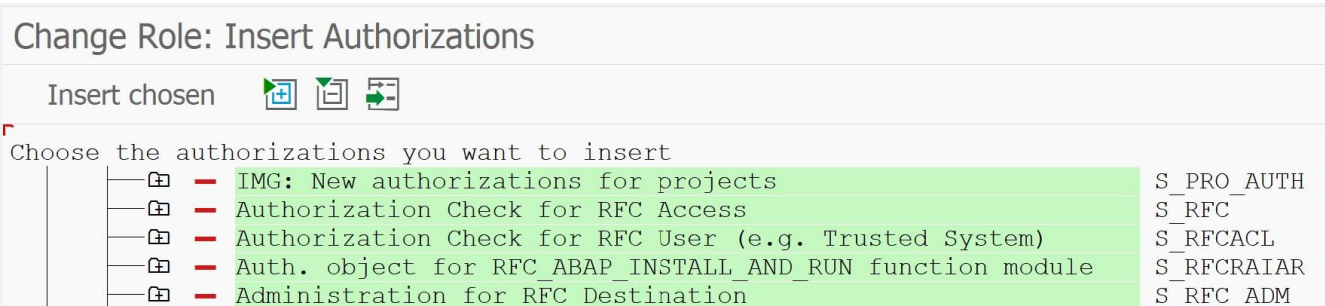 Change Role: Insert Authorizations
Insert chosen
Choose the authorizations you want to insert
IMG: New authorizations for projects S_PRO_AUTH
Authorization Check for RFC Access S_RFC
Authorization Check for RFC User (e.g. Trusted System) S_RFCACL
Auth. object for RFC_ABAP_INSTALL_AND_RUN function module S_RFCRAIAR
Administration for RFC Destination S_RFC_ADM